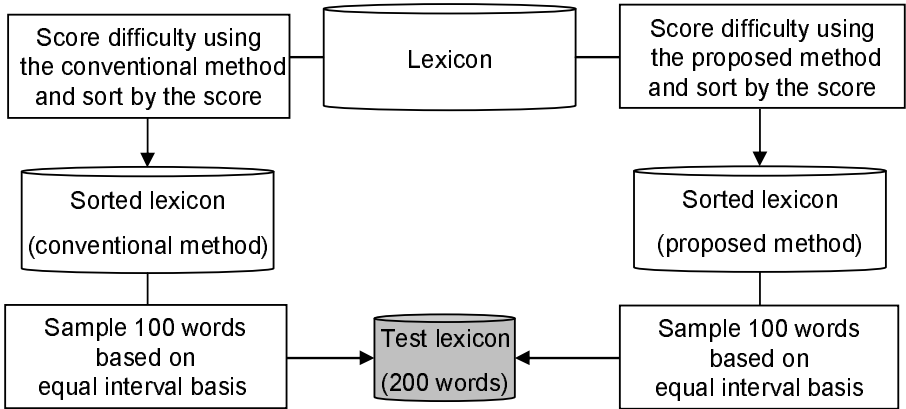 Score difficulty using
the conventional method
and sort by the score
Lexicon
Score difficulty using
the proposed method
and sort by the score
Sorted lexicon
(conventional method)
Sorted lexicon
(proposed method)
Sample 100 words
based on
equal interval basis
Test lexicon
(200 words)
Sample 100 words
based on
equal interval basis